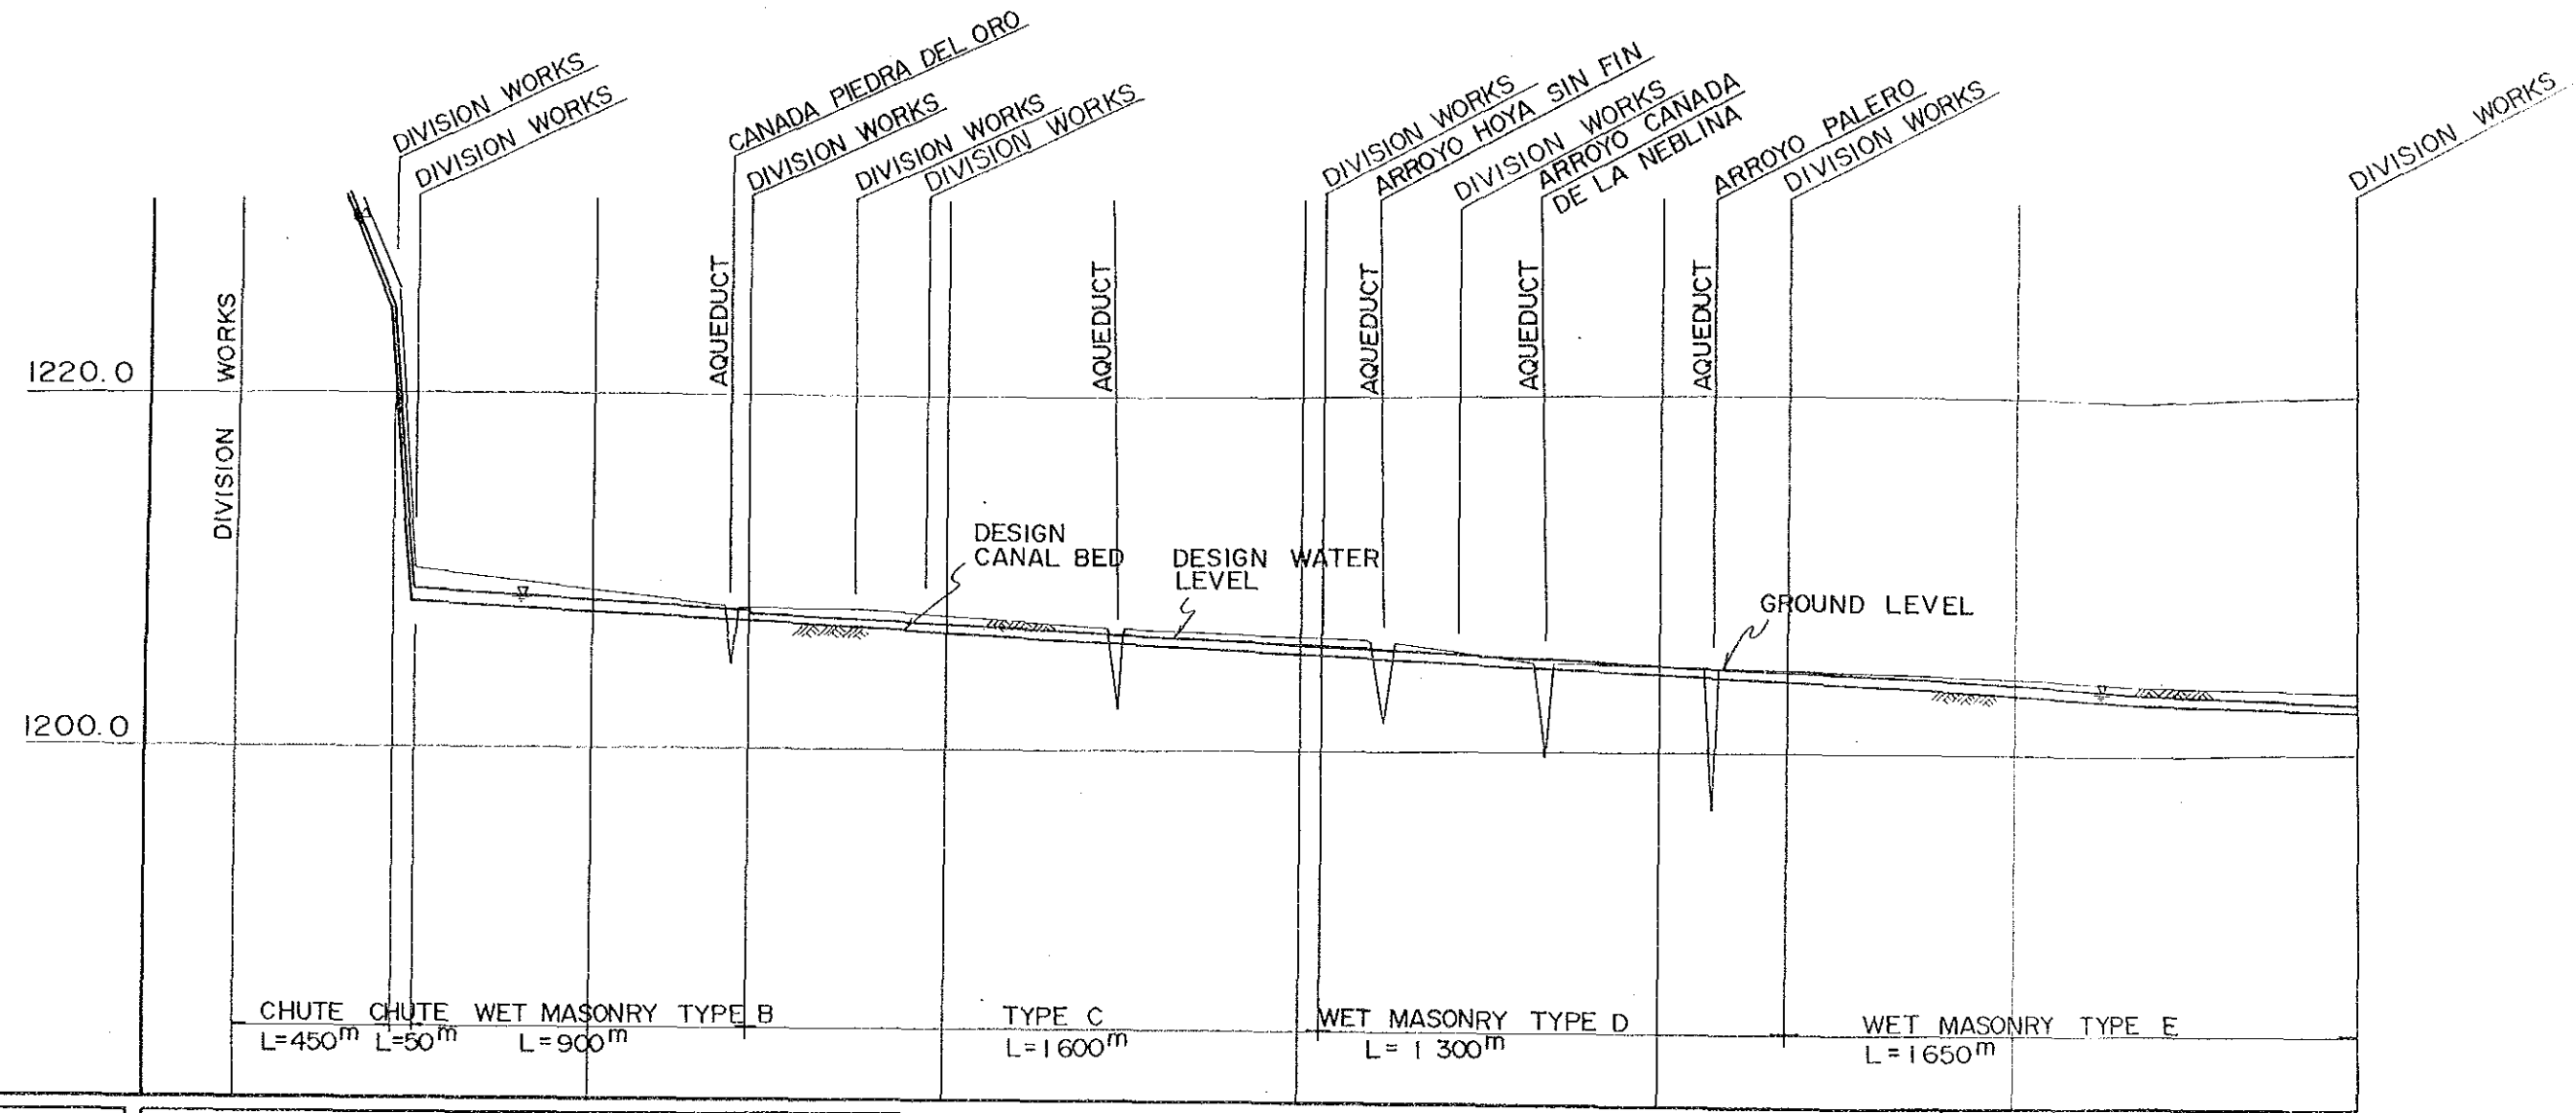 DIVISION WORKS
DIVISION WORKS
CANADA PIEDRA DEL ORO
DIVISION WORKS
DIVISION WORKS
DIVISION WORKS
DIVISION WORKS
ARROYO HOYA SIN FIN
DIVISION WORKS
ARROYO CANADA
DE LA NEBLINA
ARROYO PALERO
DIVISION WORKS
DIVISION WORKS
DIVISION WORKS
AQUEDUCT
AQUEDUCT
AQUEDUCT
AQUEDUCT
AQUEDUCT
1220.0
DESIGN
CANAL BED
DESIGN WATER
LEVEL
GROUND LEVEL
1200.0
CHUTE
L=450m
CHUTE
L=50m
WET MASONRY TYPE B
L=900m
TYPE C
L=1600m
WET MASONRY TYPE D
L= 1 300m
WET MASONRY TYPE E
L=1650m